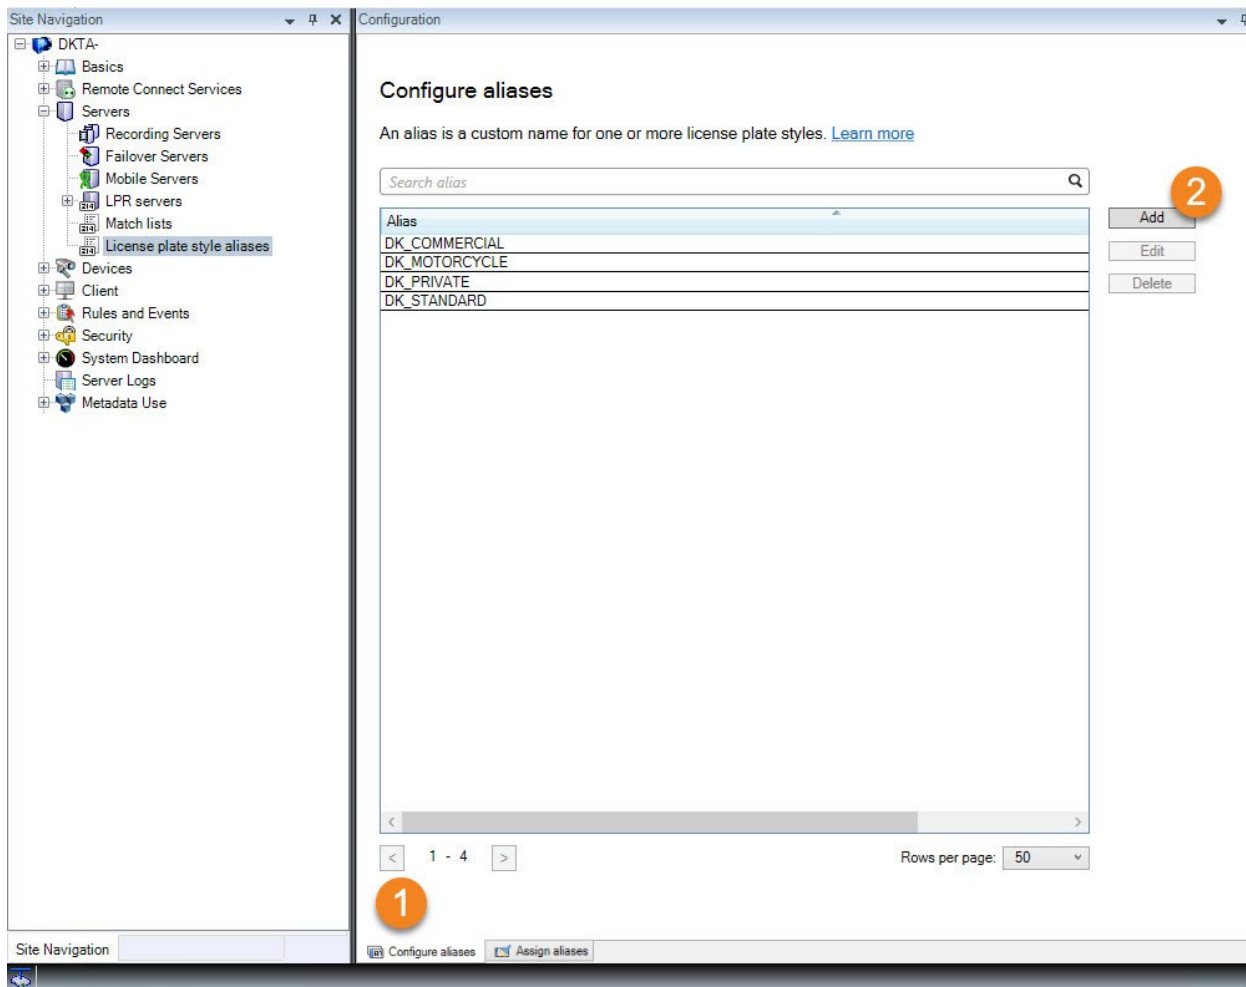 Site Navigation
DKTA-
Basics
Remote Connect Services
Servers
Recording Servers
Failover Servers
Mobile Servers
LPR servers
Match lists
License plate style aliases
Devices
Client
Rules and Events
Security
System Dashboard
Server Logs
Metadata Use
Site Navigation
Configuration
Configure aliases
An alias is a custom name for one or more license plate styles. Learn more
Search alias
2
Alias
Add
DK_COMMERCIAL
Edit
DK_MOTORCYCLE
DK_PRIVATE
Delete
DK_STANDARD
< 1 - 4 > Rows per page: 50
1
Configure aliases Assign aliases